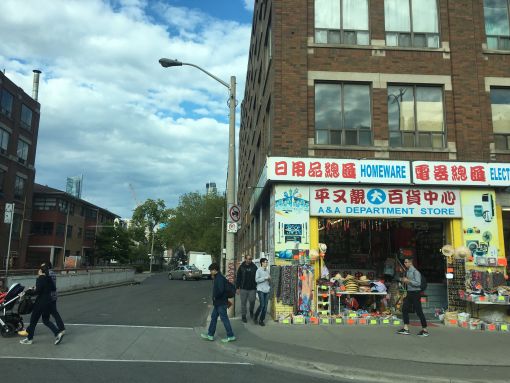 日用品總匯 HOMEWARE
電器總匯 ELECT
平又靚大百貨中心
A&A DEPARTMENT STORE